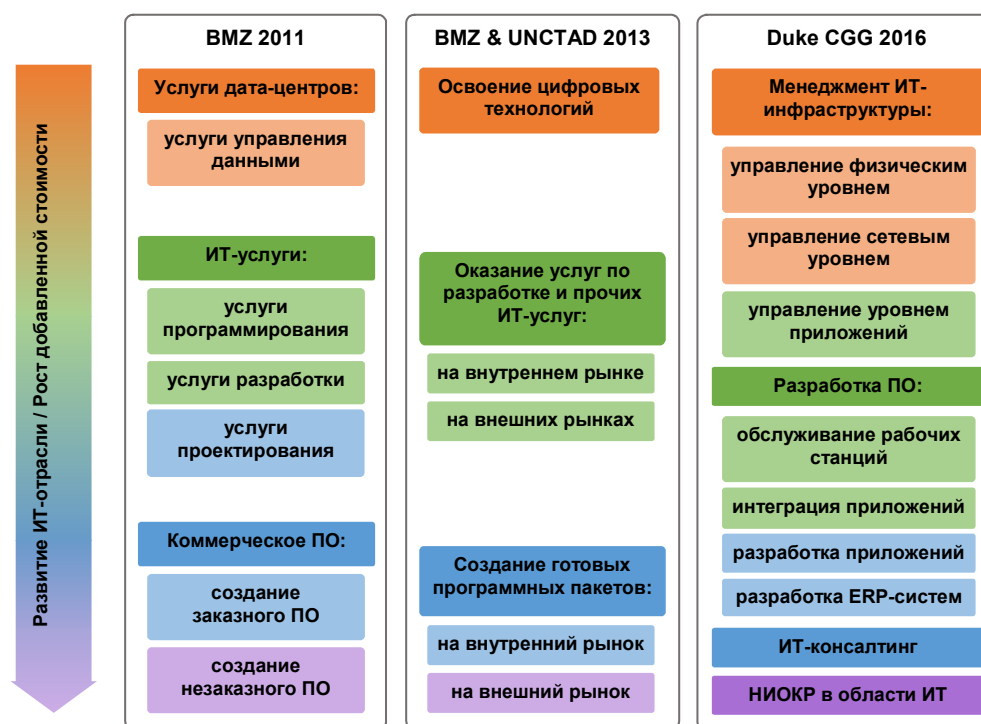 Развитие ИТ-отрасли / Рост добавленной стоимости
BMZ 2011
Услуги дата-центров:
услуги управления
данными
ИТ-услуги:
услуги
программирования
услуги разработки
услуги
проектирования
Коммерческое ПО:
создание
заказного ПО
создание
незаказного ПО
BMZ & UNCTAD 2013
Освоение цифровых
технологий
Оказание услуг по
разработке и прочих
ИТ-услуг:
на внутреннем рынке
на внешних рынках
Создание готовых
программных пакетов:
на внутренний рынок
на внешний рынок
Duke CGG 2016
Менеджмент ИТ-
инфраструктуры:
управление физическим
уровнем
управление сетевым
уровнем
управление уровнем
приложений
Разработка ПО:
обслуживание рабочих
станций
интеграция приложений
разработка приложений
разработка ERP-систем
ИТ-консалтинг
НИОКР в области ИТ